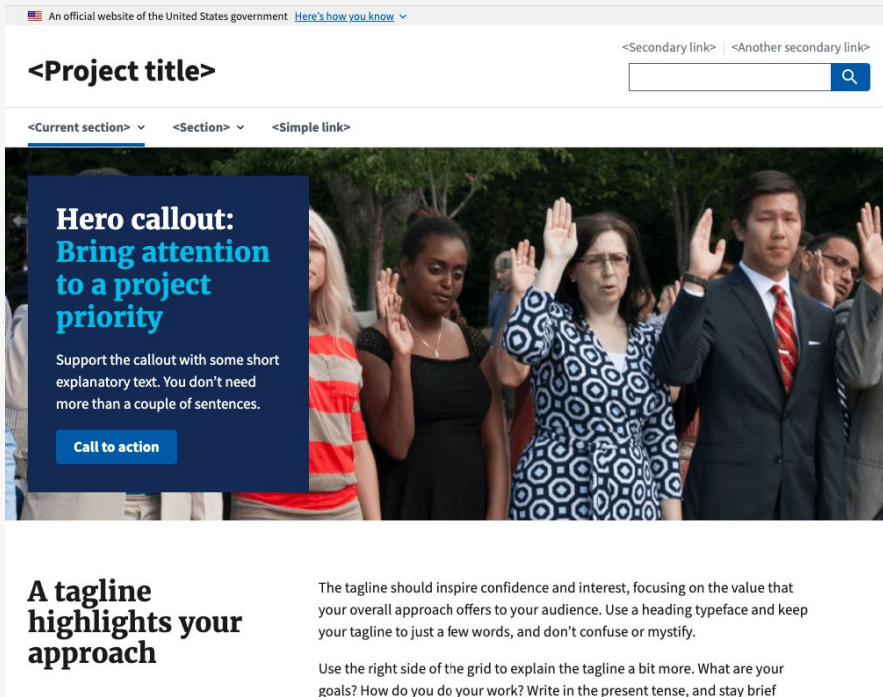 An official website of the United States government Here's how you know
<Secondary link> <Another secondary link>
<Project title>
<Current section> <Section> <Simple link>
Hero callout:
Bring attention
to a project
priority
Support the callout with some short
explanatory text. You don't need
more than a couple of sentences.
Call to action
A tagline
highlights your
approach
The tagline should inspire confidence and interest, focusing on the value that
your overall approach offers to your audience. Use a heading typeface and keep
your tagline to just a few words, and don't confuse or mystify.
Use the right side of the grid to explain the tagline a bit more. What are your
goals? How do you do your work? Write in the present tense, and stay brief